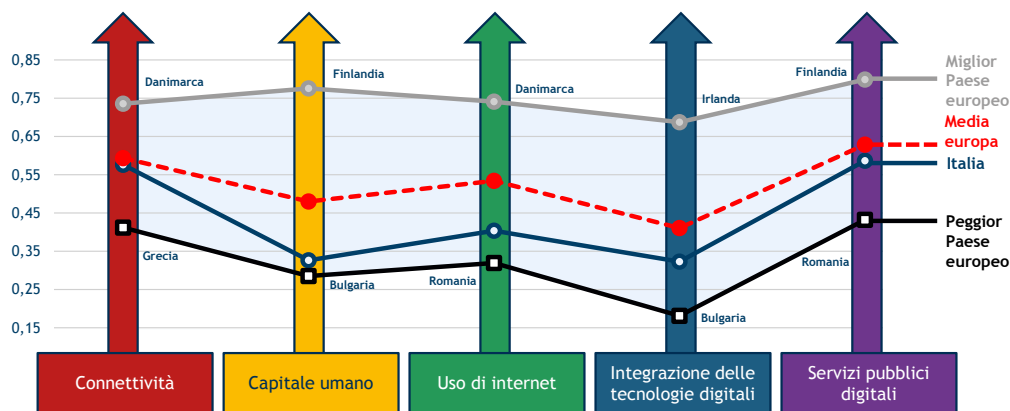 0,85
0,75
0,65
0,55
0,45
0,35
0,25
0,15
Danimarca
Finlandia
Danimarca
Irlanda
Finlandia
Grecia
Bulgaria
Romania
Bulgaria
Romania
Miglior
Paese
europeo
Media
europa
Italia
Peggior
Paese
europeo
Connettività
Capitale umano
Uso di internet
Integrazione delle
tecnologie digitali
Servizi pubblici
digitali